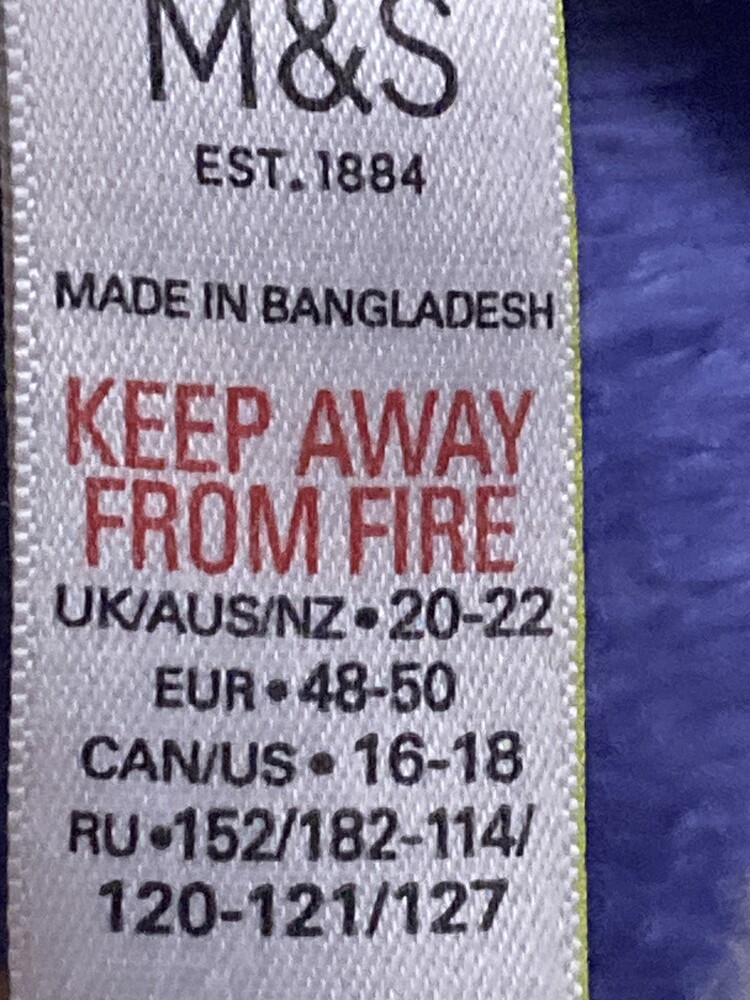 M&S
EST. 1884
MADE IN BANGLADESH
KEEP AWAY
FROM FIRE
UK/AUS/NZ • 20-22
EUR • 48-50
CAN/US • 16-18
RU •152/182-114/
120-121/127